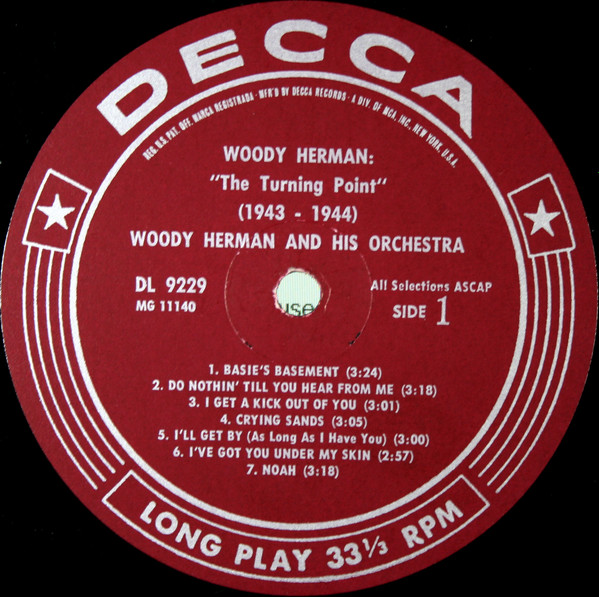 DECCA
REG. U.S. PAT. OFF. MARCA REGISTRADA · MFR'D BY DECCA RECORDS · A DIV. OF MCA, INC., NEW YORK, U.S.A.
WOODY HERMAN:
"The Turning Point"
(1943 - 1944)
WOODY HERMAN AND HIS ORCHESTRA
DL 9229
MG 11140
All Selections ASCAP
SIDE 1
use
1. BASIE'S BASEMENT (3:24)
2. DO NOTHIN' TILL YOU HEAR FROM ME (3:18)
3. I GET A KICK OUT OF YOU (3:01)
4. CRYING SANDS (3:05)
5. I'LL GET BY (As Long As I Have You) (3:00)
6. I'VE GOT YOU UNDER MY SKIN (2:57)
7. NOAH (3:18)
LONG PLAY 33⅓ RPM